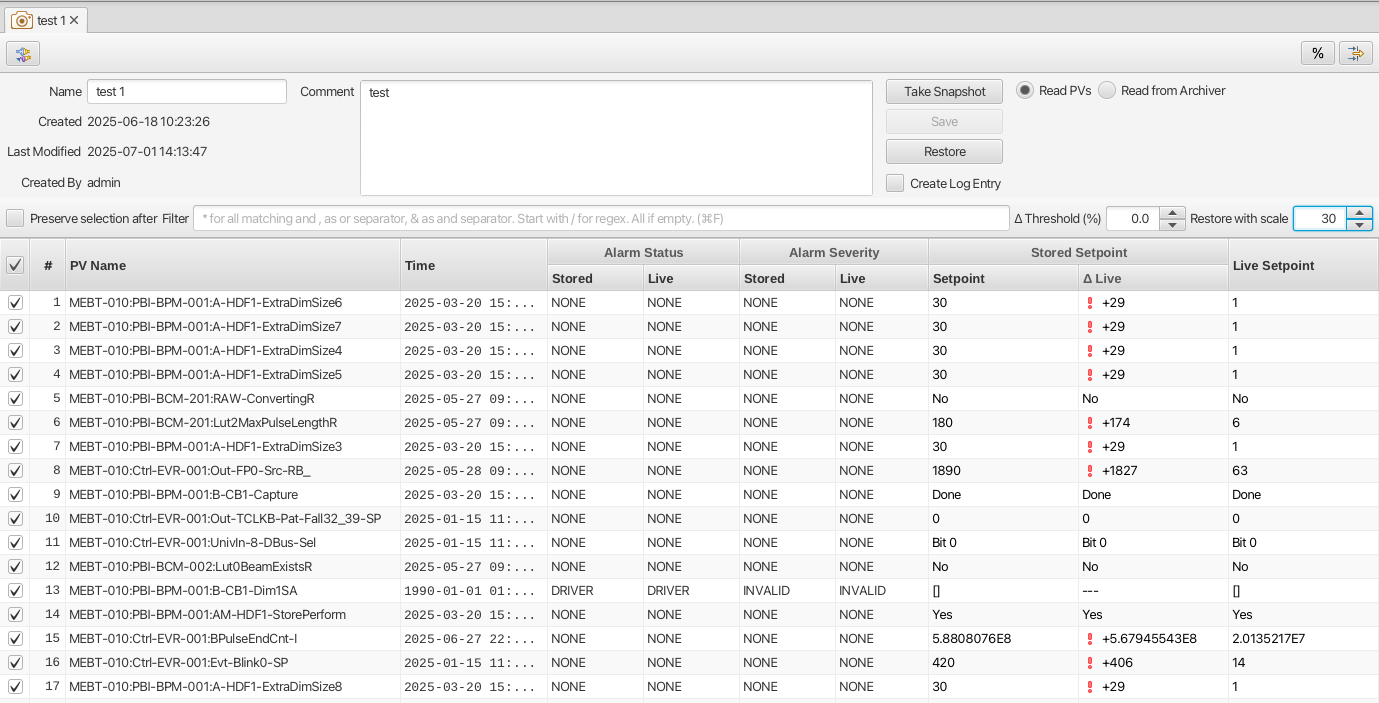 test 1
%
Name test 1 Comment test Take Snapshot Read PVs Read from Archiver
Created 2025-06-18 10:23:26 Save
Last Modified 2025-07-01 14:13:47 Restore
Created By admin Create Log Entry
Preserve selection after Filter * for all matching and , as or separator, & as and separator. Start with / for regex. All if empty. (⌘F) Δ Threshold (%) 0.0 Restore with scale 30
# PV Name Time Alarm Status Alarm Severity Stored Setpoint Live Setpoint
Stored Live Stored Live Setpoint Δ Live
1 MEBT-010:PBI-BPM-001:A-HDF1-ExtraDimSize6 2025-03-20 15:... NONE NONE NONE NONE 30 +29 1
2 MEBT-010:PBI-BPM-001:A-HDF1-ExtraDimSize7 2025-03-20 15:... NONE NONE NONE NONE 30 +29 1
3 MEBT-010:PBI-BPM-001:A-HDF1-ExtraDimSize4 2025-03-20 15:... NONE NONE NONE NONE 30 +29 1
4 MEBT-010:PBI-BPM-001:A-HDF1-ExtraDimSize5 2025-03-20 15:... NONE NONE NONE NONE 30 +29 1
5 MEBT-010:PBI-BCM-201:RAW-ConvertingR 2025-05-27 09:... NONE NONE NONE NONE No No No
6 MEBT-010:PBI-BCM-201:Lut2MaxPulseLengthR 2025-05-27 09:... NONE NONE NONE NONE 180 +174 6
7 MEBT-010:PBI-BPM-001:A-HDF1-ExtraDimSize3 2025-03-20 15:... NONE NONE NONE NONE 30 +29 1
8 MEBT-010:Ctrl-EVR-001:Out-FP0-Src-RB_ 2025-05-28 09:... NONE NONE NONE NONE 1890 +1827 63
9 MEBT-010:PBI-BPM-001:B-CB1-Capture 2025-03-20 15:... NONE NONE NONE NONE Done Done Done
10 MEBT-010:Ctrl-EVR-001:Out-TCLKB-Pat-Fall32_39-SP 2025-01-15 11:... NONE NONE NONE NONE 0 0 0
11 MEBT-010:Ctrl-EVR-001:UnivIn-8-DBus-Sel 2025-01-15 11:... NONE NONE NONE NONE Bit 0 Bit 0 Bit 0
12 MEBT-010:PBI-BCM-002:Lut0BeamExistsR 2025-05-27 09:... NONE NONE NONE NONE No No No
13 MEBT-010:PBI-BPM-001:B-CB1-Dim1SA 1990-01-01 01:... DRIVER DRIVER INVALID INVALID [] --- []
14 MEBT-010:PBI-BPM-001:AM-HDF1-StorePerform 2025-03-20 15:... NONE NONE NONE NONE Yes Yes Yes
15 MEBT-010:Ctrl-EVR-001:BPulseEndCnt-I 2025-06-27 22:... NONE NONE NONE NONE 5.8808076E8 +5.67945543E8 2.0135217E7
16 MEBT-010:Ctrl-EVR-001:Evt-Blink0-SP 2025-01-15 11:... NONE NONE NONE NONE 420 +406 14
17 MEBT-010:PBI-BPM-001:A-HDF1-ExtraDimSize8 2025-03-20 15:... NONE NONE NONE NONE 30 +29 1